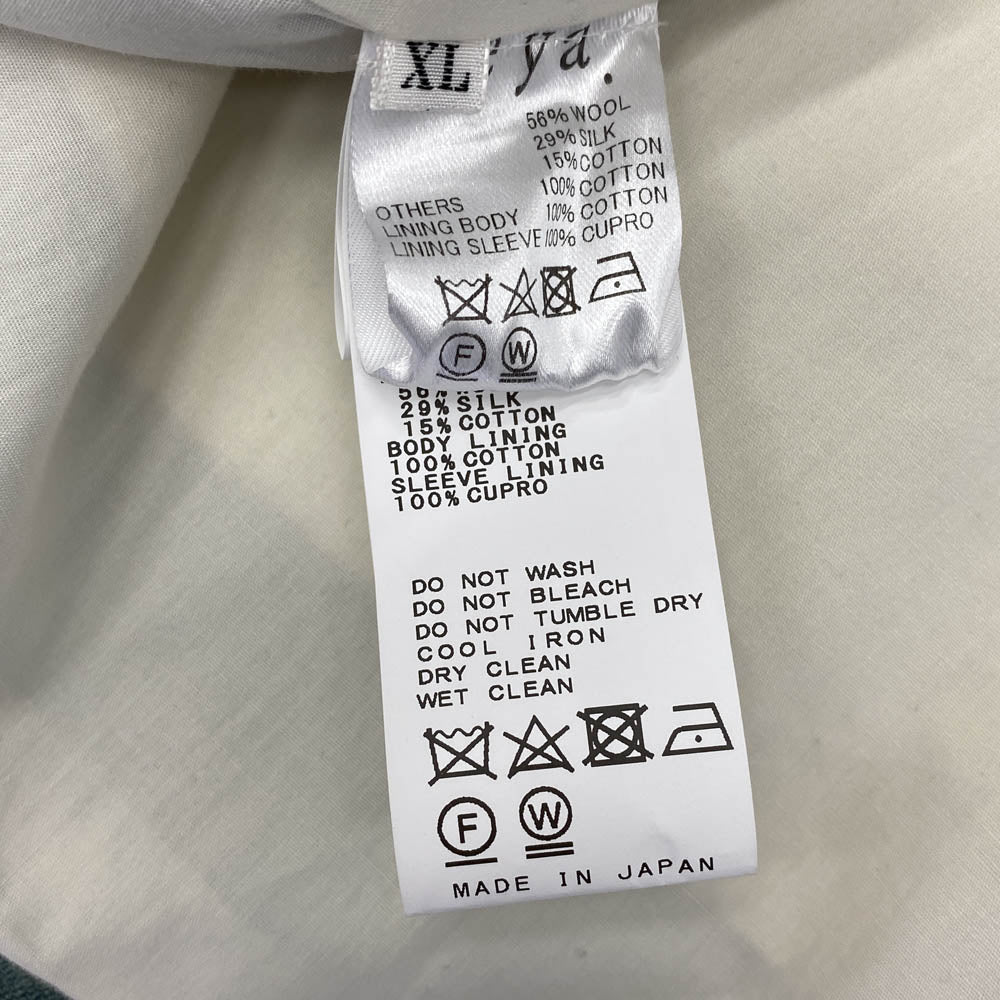 XL
eya.
56% WOOL
29% SILK
15% COTTON
100% COTTON
OTHERS 100% COTTON
LINING BODY 100% CUPRO
LINING SLEEVE
F W
29% SILK
15% COTTON
BODY LINING
100% COTTON
SLEEVE LINING
100% CUPRO
DO NOT WASH
DO NOT BLEACH
DO NOT TUMBLE DRY
COOL IRON
DRY CLEAN
WET CLEAN
F W
MADE IN JAPAN